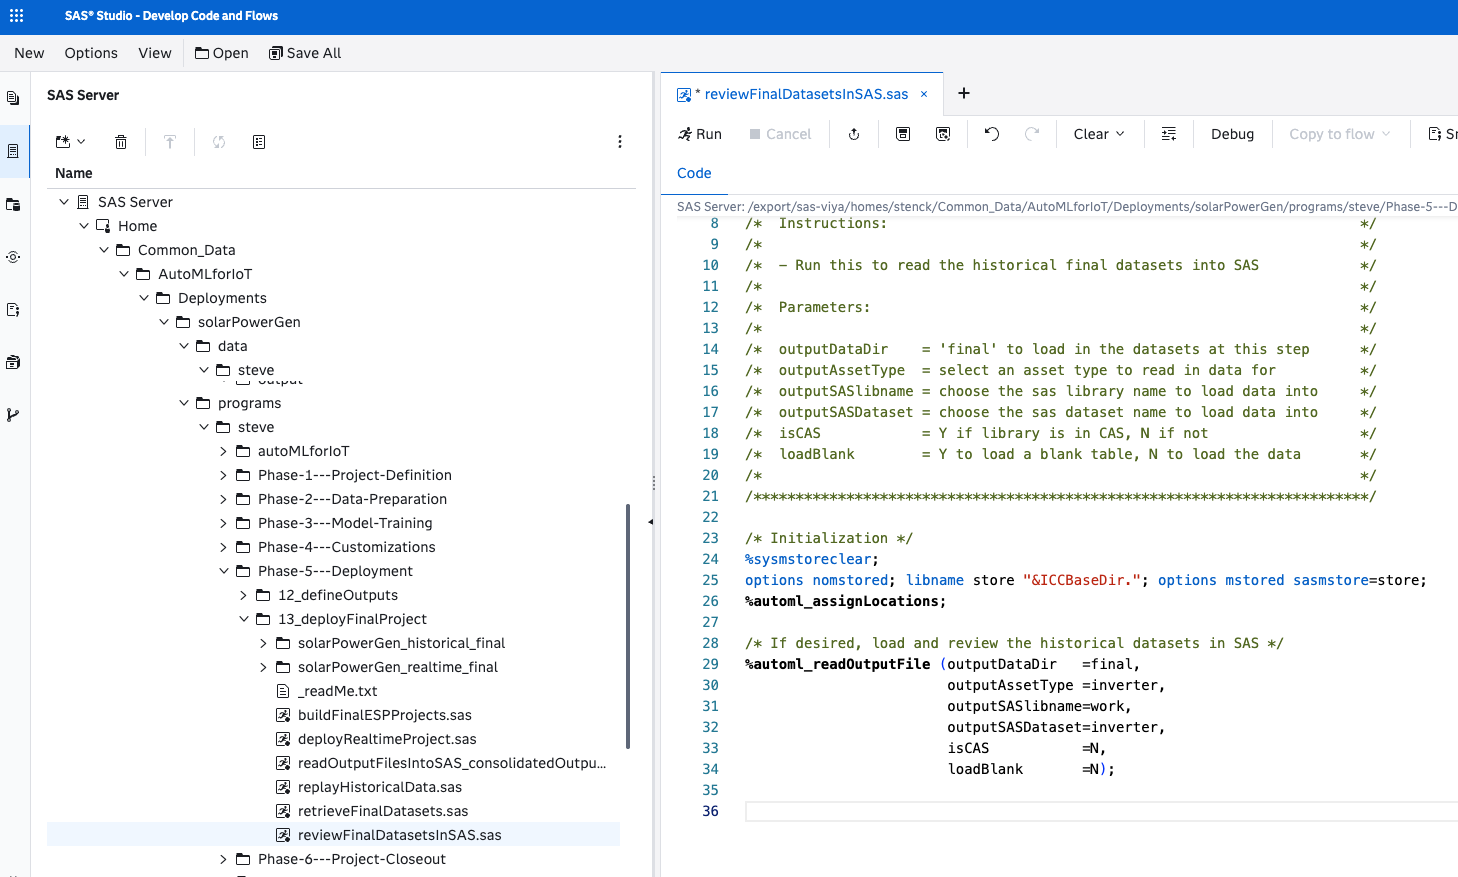 SAS® Studio - Develop Code and Flows
New Options View Open Save All
SAS Server
Name
SAS Server
Home
Common_Data
AutoMLforIoT
Deployments
solarPowerGen
data
steve
output
programs
steve
autoMLforIoT
Phase-1---Project-Definition
Phase-2---Data-Preparation
Phase-3---Model-Training
Phase-4---Customizations
Phase-5---Deployment
12_defineOutputs
13_deployFinalProject
solarPowerGen_historical_final
solarPowerGen_realtime_final
_readMe.txt
buildFinalESPProjects.sas
deployRealtimeProject.sas
readOutputFilesIntoSAS_consolidatedOutpu...
replayHistoricalData.sas
retrieveFinalDatasets.sas
reviewFinalDatasetsInSAS.sas
Phase-6---Project-Closeout
* reviewFinalDatasetsInSAS.sas × +
Run Cancel Clear Debug Copy to flow Sn
Code
SAS Server: /export/sas-viya/homes/stenck/Common_Data/AutoMLforIoT/Deployments/solarPowerGen/programs/steve/Phase-5---D
8 /* Instructions: */
9 /* */
10 /* – Run this to read the historical final datasets into SAS */
11 /* */
12 /* Parameters: */
13 /* */
14 /* outputDataDir = 'final' to load in the datasets at this step */
15 /* outputAssetType = select an asset type to read in data for */
16 /* outputSASlibname = choose the sas library name to load data into */
17 /* outputSASDataset = choose the sas dataset name to load data into */
18 /* isCAS = Y if library is in CAS, N if not */
19 /* loadBlank = Y to load a blank table, N to load the data */
20 /* */
21 /*************************************************************************/
22
23 /* Initialization */
24 %sysmstoreclear;
25 options nomstored; libname store "&ICCBaseDir."; options mstored sasmstore=store;
26 %automl_assignLocations;
27
28 /* If desired, load and review the historical datasets in SAS */
29 %automl_readOutputFile (outputDataDir =final,
30 outputAssetType =inverter,
31 outputSASlibname=work,
32 outputSASDataset=inverter,
33 isCAS =N,
34 loadBlank =N);
35
36